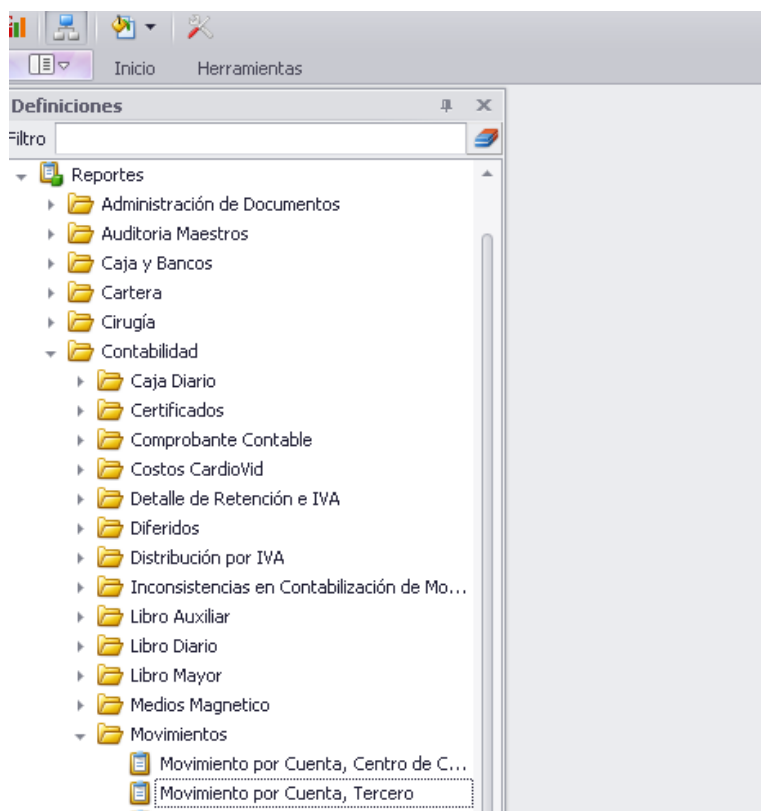 Inicio Herramientas
Definiciones
Filtro
Reportes
Administración de Documentos
Auditoria Maestros
Caja y Bancos
Cartera
Cirugía
Contabilidad
Caja Diario
Certificados
Comprobante Contable
Costos CardioVid
Detalle de Retención e IVA
Diferidos
Distribución por IVA
Inconsistencias en Contabilización de Mo...
Libro Auxiliar
Libro Diario
Libro Mayor
Medios Magnetico
Movimientos
Movimiento por Cuenta, Centro de C...
Movimiento por Cuenta, Tercero